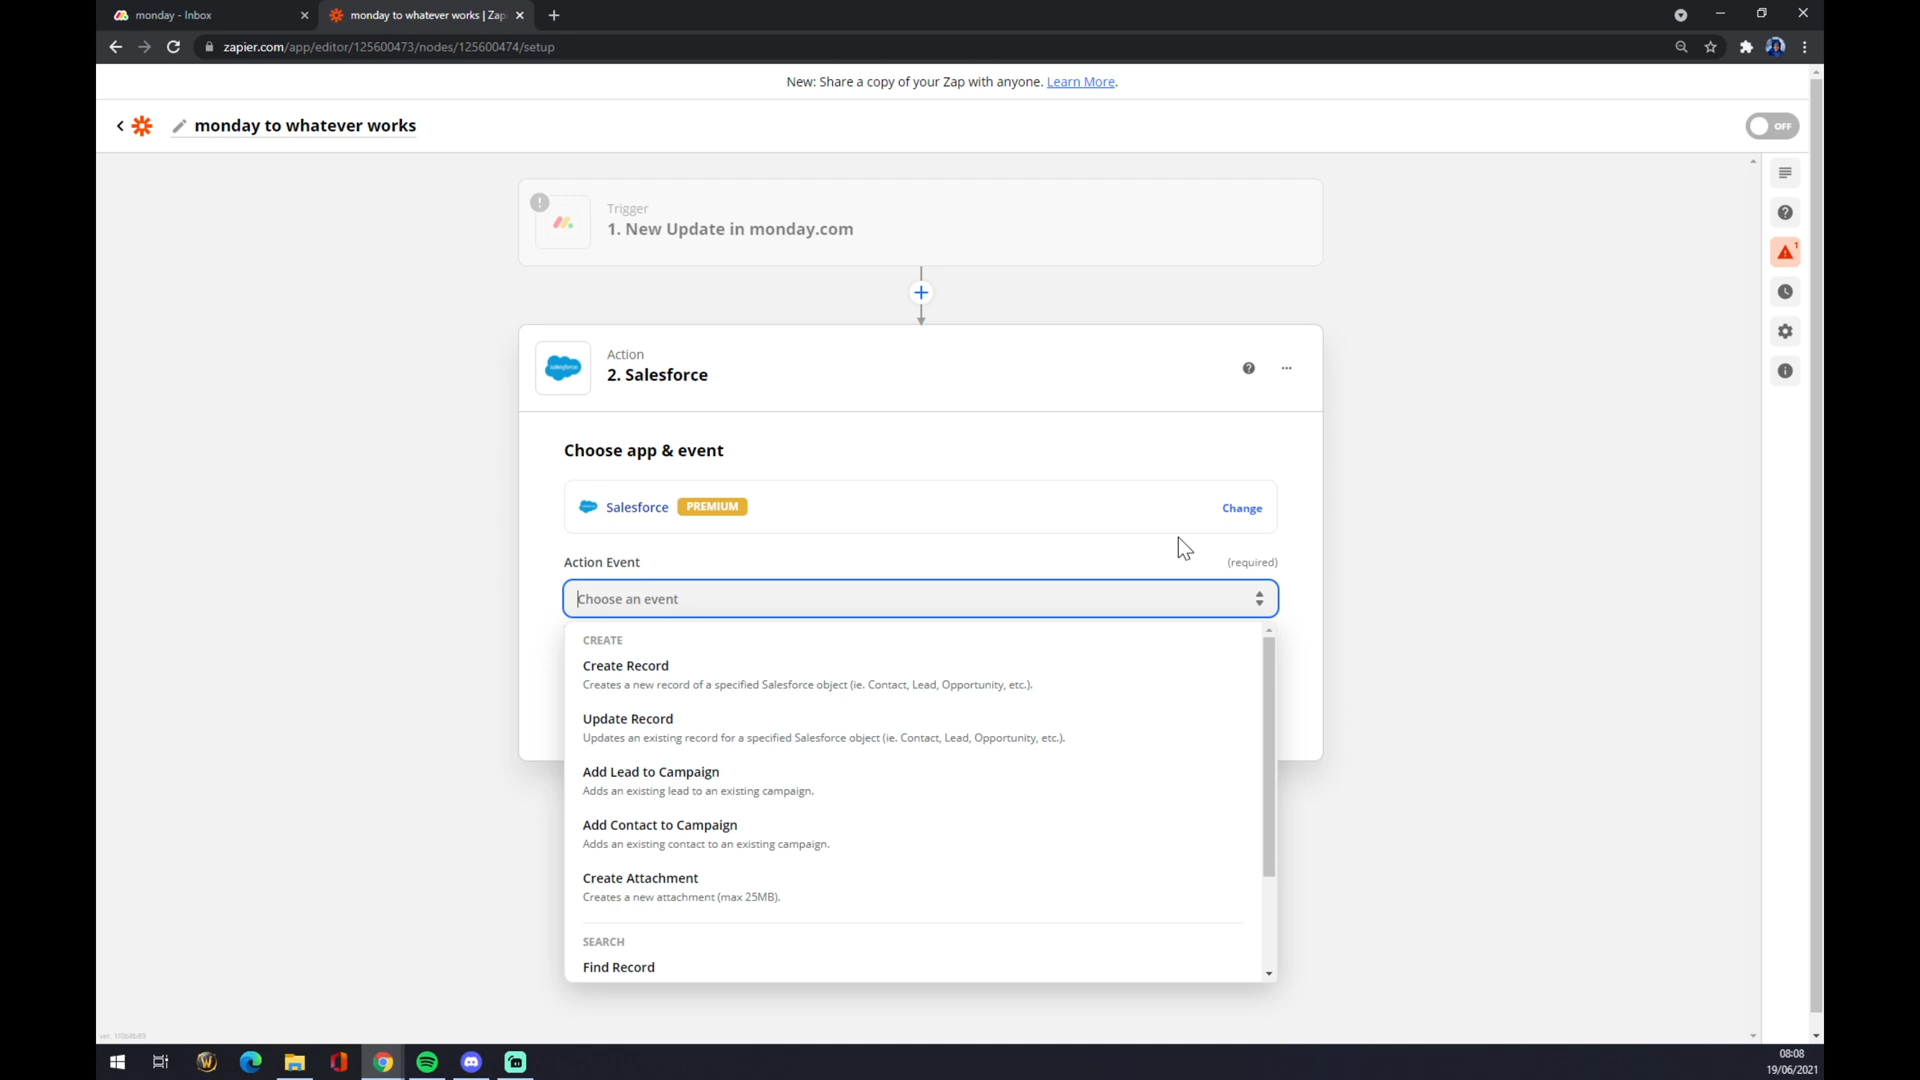 monday - Inbox
monday to whatever works | Zap
zapier.com/app/editor/125600473/nodes/125600474/setup
New: Share a copy of your Zap with anyone. Learn More.
monday to whatever works
OFF
Trigger
1. New Update in monday.com
1
Action
2. Salesforce
salesforce
Choose app & event
Salesforce PREMIUM Change
Action Event (required)
Choose an event
CREATE
Create Record
Creates a new record of a specified Salesforce object (ie. Contact, Lead, Opportunity, etc.).
Update Record
Updates an existing record for a specified Salesforce object (ie. Contact, Lead, Opportunity, etc.).
Add Lead to Campaign
Adds an existing lead to an existing campaign.
Add Contact to Campaign
Adds an existing contact to an existing campaign.
Create Attachment
Creates a new attachment (max 25MB).
SEARCH
Find Record
08:08
19/06/2021